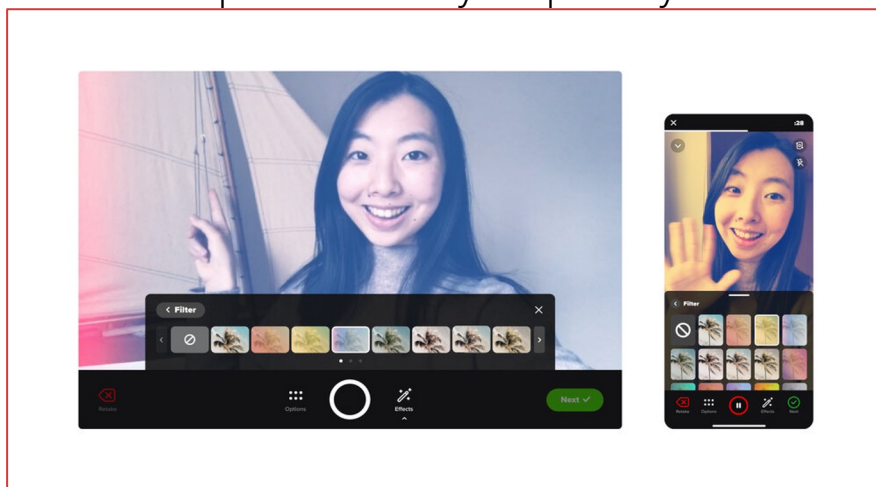 Filter
Retake
Options
Effects
Next
:28
Filter
Retake
Options
Effects
Next